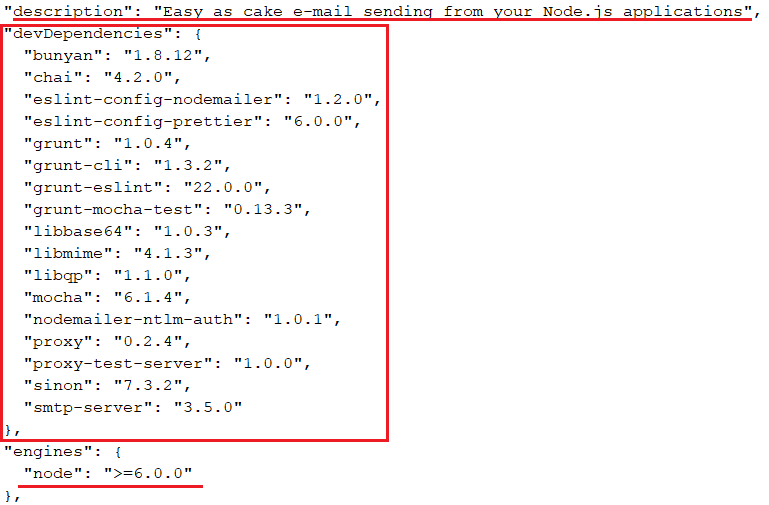 "description": "Easy as cake e-mail sending from your Node.js applications",
"devDependencies": {
"bunyan": "1.8.12",
"chai": "4.2.0",
"eslint-config-nodemailer": "1.2.0",
"eslint-config-prettier": "6.0.0",
"grunt": "1.0.4",
"grunt-cli": "1.3.2",
"grunt-eslint": "22.0.0",
"grunt-mocha-test": "0.13.3",
"libbase64": "1.0.3",
"libmime": "4.1.3",
"libqp": "1.1.0",
"mocha": "6.1.4",
"nodemailer-ntlm-auth": "1.0.1",
"proxy": "0.2.4",
"proxy-test-server": "1.0.0",
"sinon": "7.3.2",
"smtp-server": "3.5.0"
},
"engines": {
"node": ">=6.0.0"
},